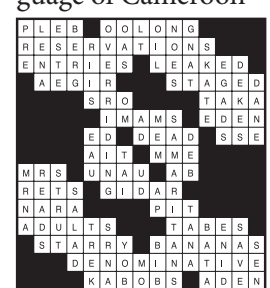 guage of Cameroon
PLEB OOLONG
RESERVATIONS
ENTRIES LEAKED
AEGIR STAGED
SRO TAKA
IMAMS EDEN
ED DEAD SSE
AIT MME
MRS UNAU AB
RETS GIDAR
NARA PIT
ADULTS TABES
STARRY BANANAS
DENOMINATIVE
KABOBS ADEN